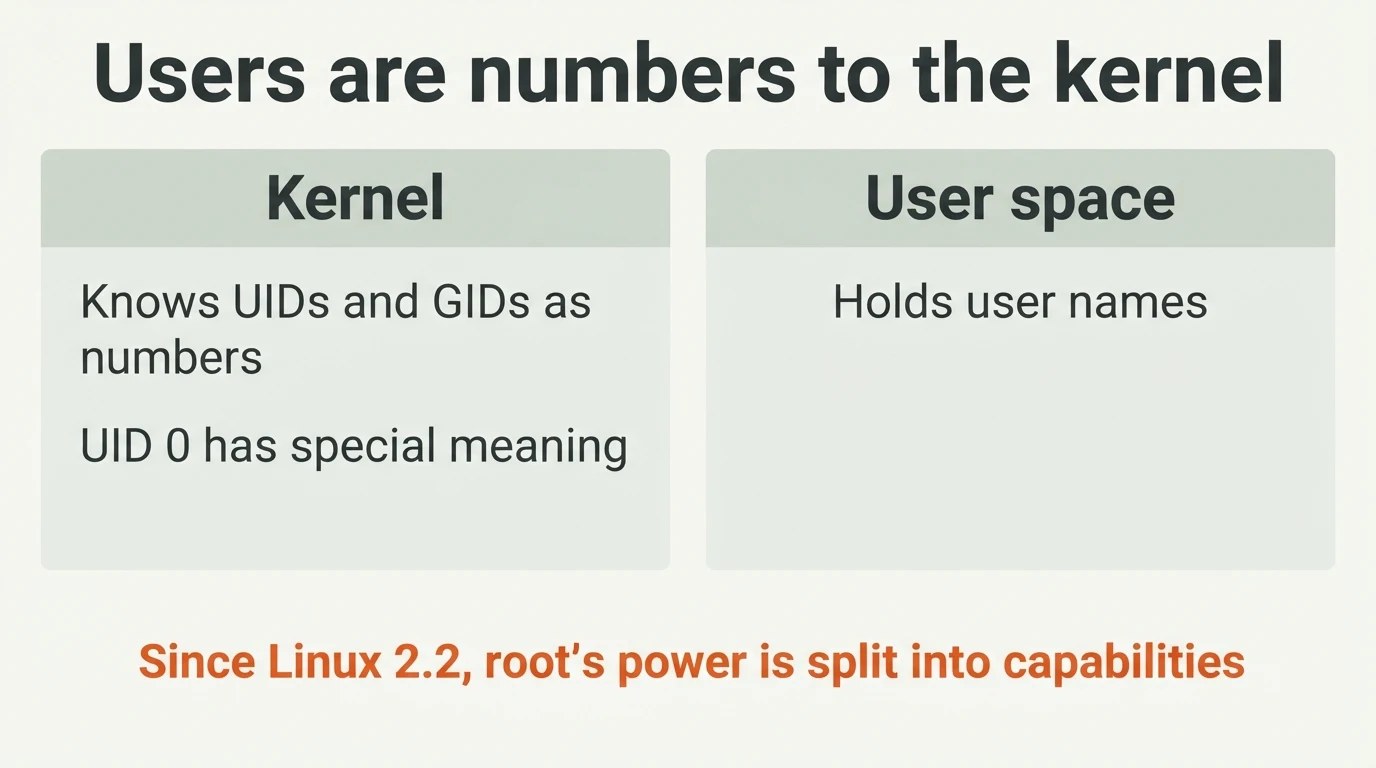 Users are numbers to the kernel
Kernel
Knows UIDs and GIDs as
numbers
UID 0 has special meaning
User space
Holds user names
Since Linux 2.2, root’s power is split into capabilities